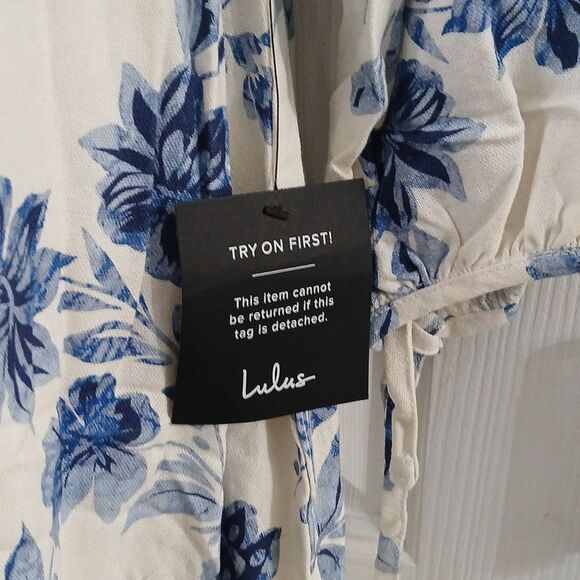 TRY ON FIRST!
This item cannot
be returned if this
tag is detached.
Lulus